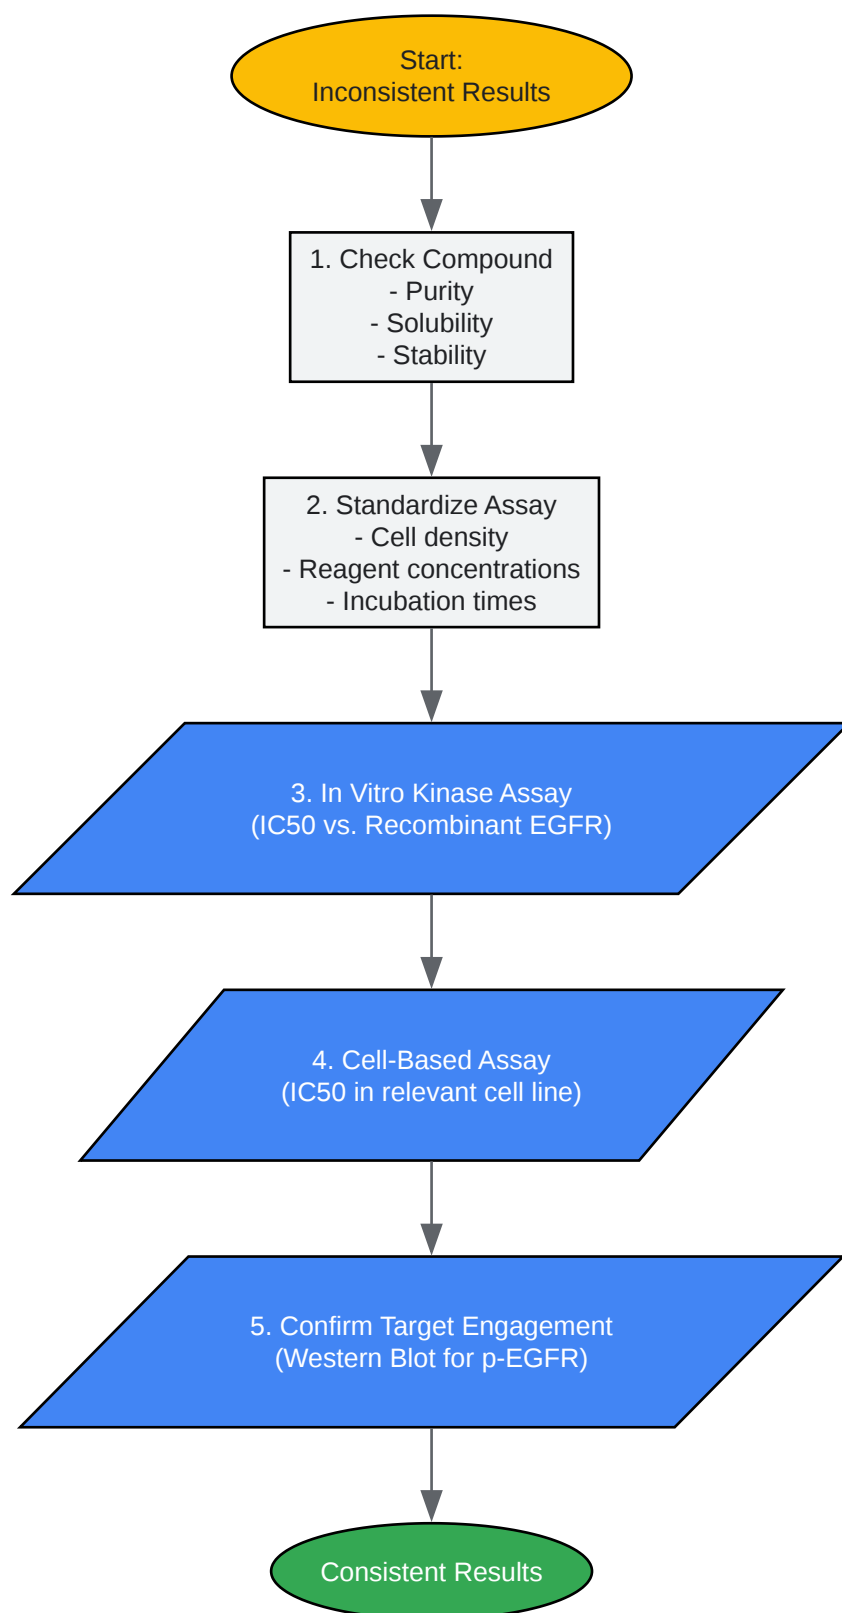 Start:
Inconsistent Results
1. Check Compound
- Purity
- Solubility
- Stability
2. Standardize Assay
- Cell density
- Reagent concentrations
- Incubation times
3. In Vitro Kinase Assay
(IC50 vs. Recombinant EGFR)
4. Cell-Based Assay
(IC50 in relevant cell line)
5. Confirm Target Engagement
(Western Blot for p-EGFR)
Consistent Results